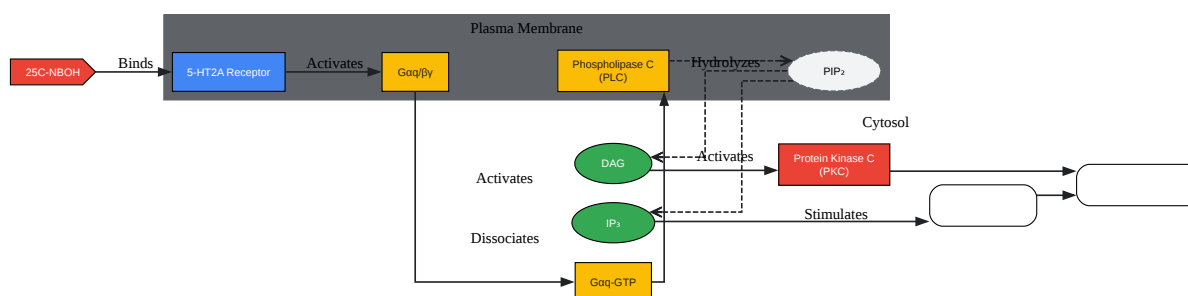 Plasma Membrane
25C-NBOH
Binds
5-HT2A Receptor
Activates
Gαq/βγ
Phospholipase C
(PLC)
Hydrolyzes
PIP₂
Cytosol
DAG
Activates
Protein Kinase C
(PKC)
Activates
IP₃
Stimulates
Dissociates
Gαq-GTP